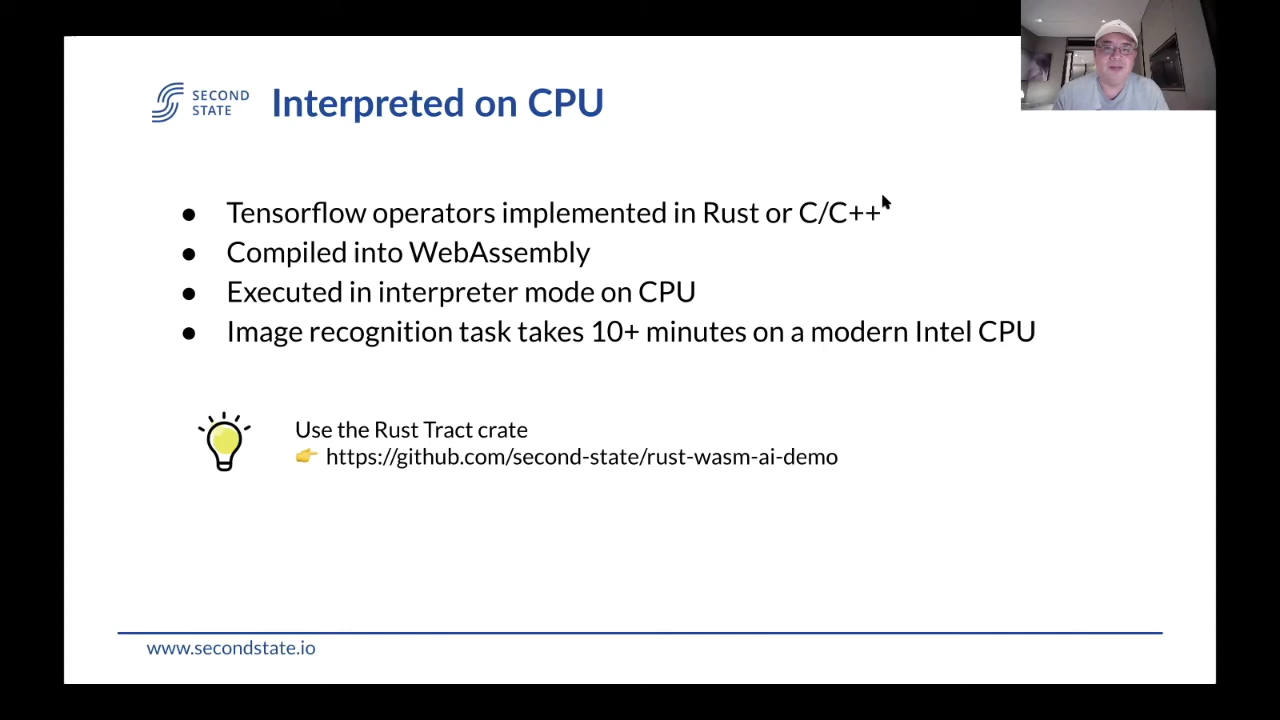 SECOND
STATE
Interpreted on CPU
● Tensorflow operators implemented in Rust or C/C++
● Compiled into WebAssembly
● Executed in interpreter mode on CPU
● Image recognition task takes 10+ minutes on a modern Intel CPU
Use the Rust Tract crate
👉 https://github.com/second-state/rust-wasm-ai-demo
www.secondstate.io